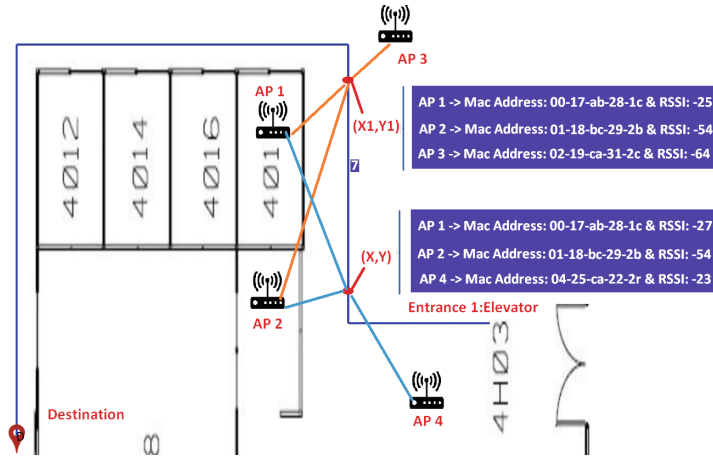 AP 3
AP 1
AP 1 -> Mac Address: 00-17-ab-28-1c & RSSI: -25
AP 2 -> Mac Address: 01-18-bc-29-2b & RSSI: -54
AP 3 -> Mac Address: 02-19-ca-31-2c & RSSI: -64
(X1,Y1)
4012
4014
4016
401
7
AP 1 -> Mac Address: 00-17-ab-28-1c & RSSI: -27
AP 2 -> Mac Address: 01-18-bc-29-2b & RSSI: -54
AP 4 -> Mac Address: 04-25-ca-22-2r & RSSI: -23
(X,Y)
Entrance 1:Elevator
AP 2
4H03
Destination
AP 4
8